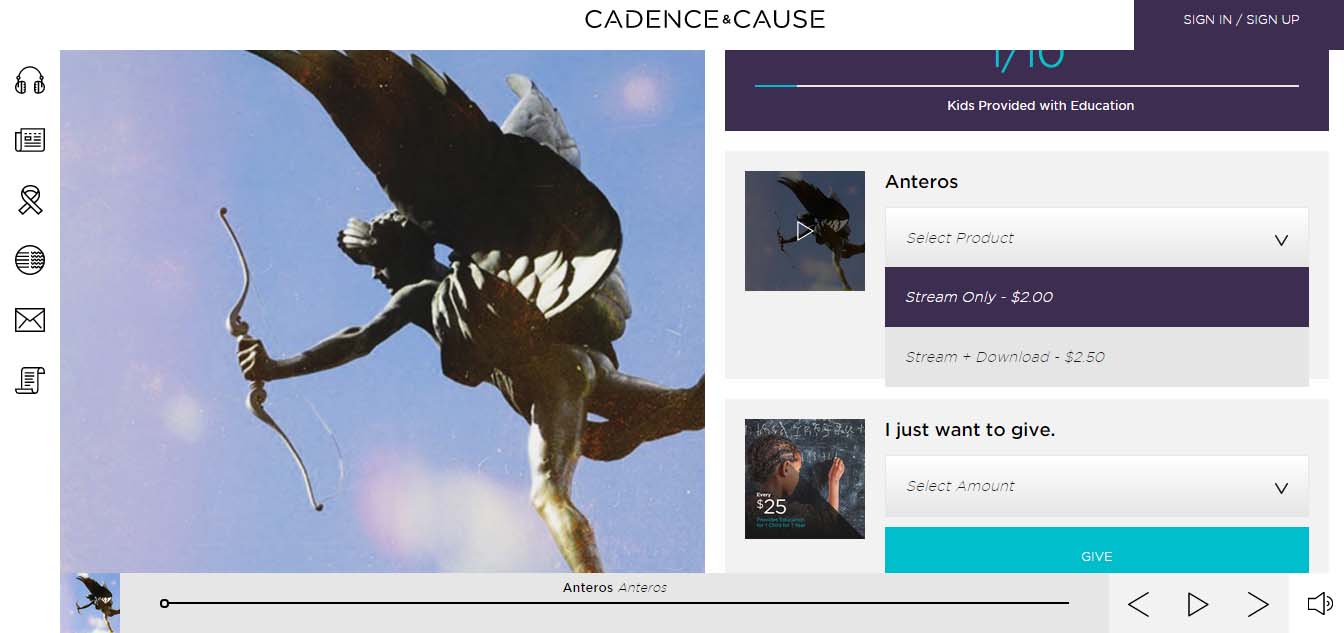 CADENCE&CAUSE
SIGN IN / SIGN UP
1/10
Kids Provided with Education
Anteros
Select Product
Stream Only - $2.00
Stream + Download - $2.50
I just want to give.
Every
$25
Provides Education
for 1 Child for 1 Year
Select Amount
GIVE
Anteros Anteros